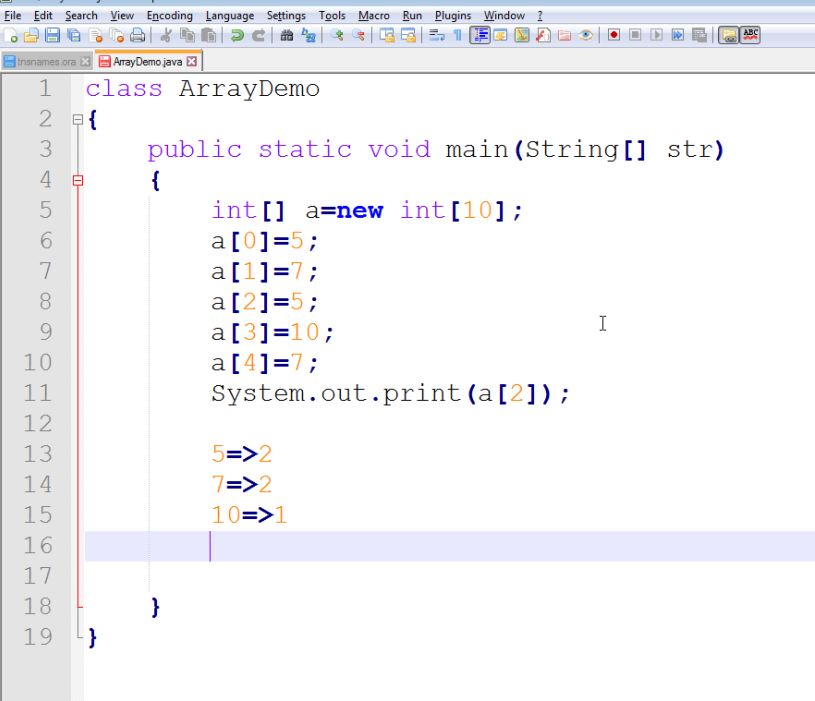 File Edit Search View Encoding Language Settings Tools Macro Run Plugins Window ?
ABC
tnsnames.ora ArrayDemo.java
1 class ArrayDemo
2 {
3 public static void main(String[] str)
4 {
5 int[] a=new int[10];
6 a[0]=5;
7 a[1]=7;
8 a[2]=5;
9 a[3]=10;
10 a[4]=7;
11 System.out.print(a[2]);
12
13 5=>2
14 7=>2
15 10=>1
16
17
18 }
19 }